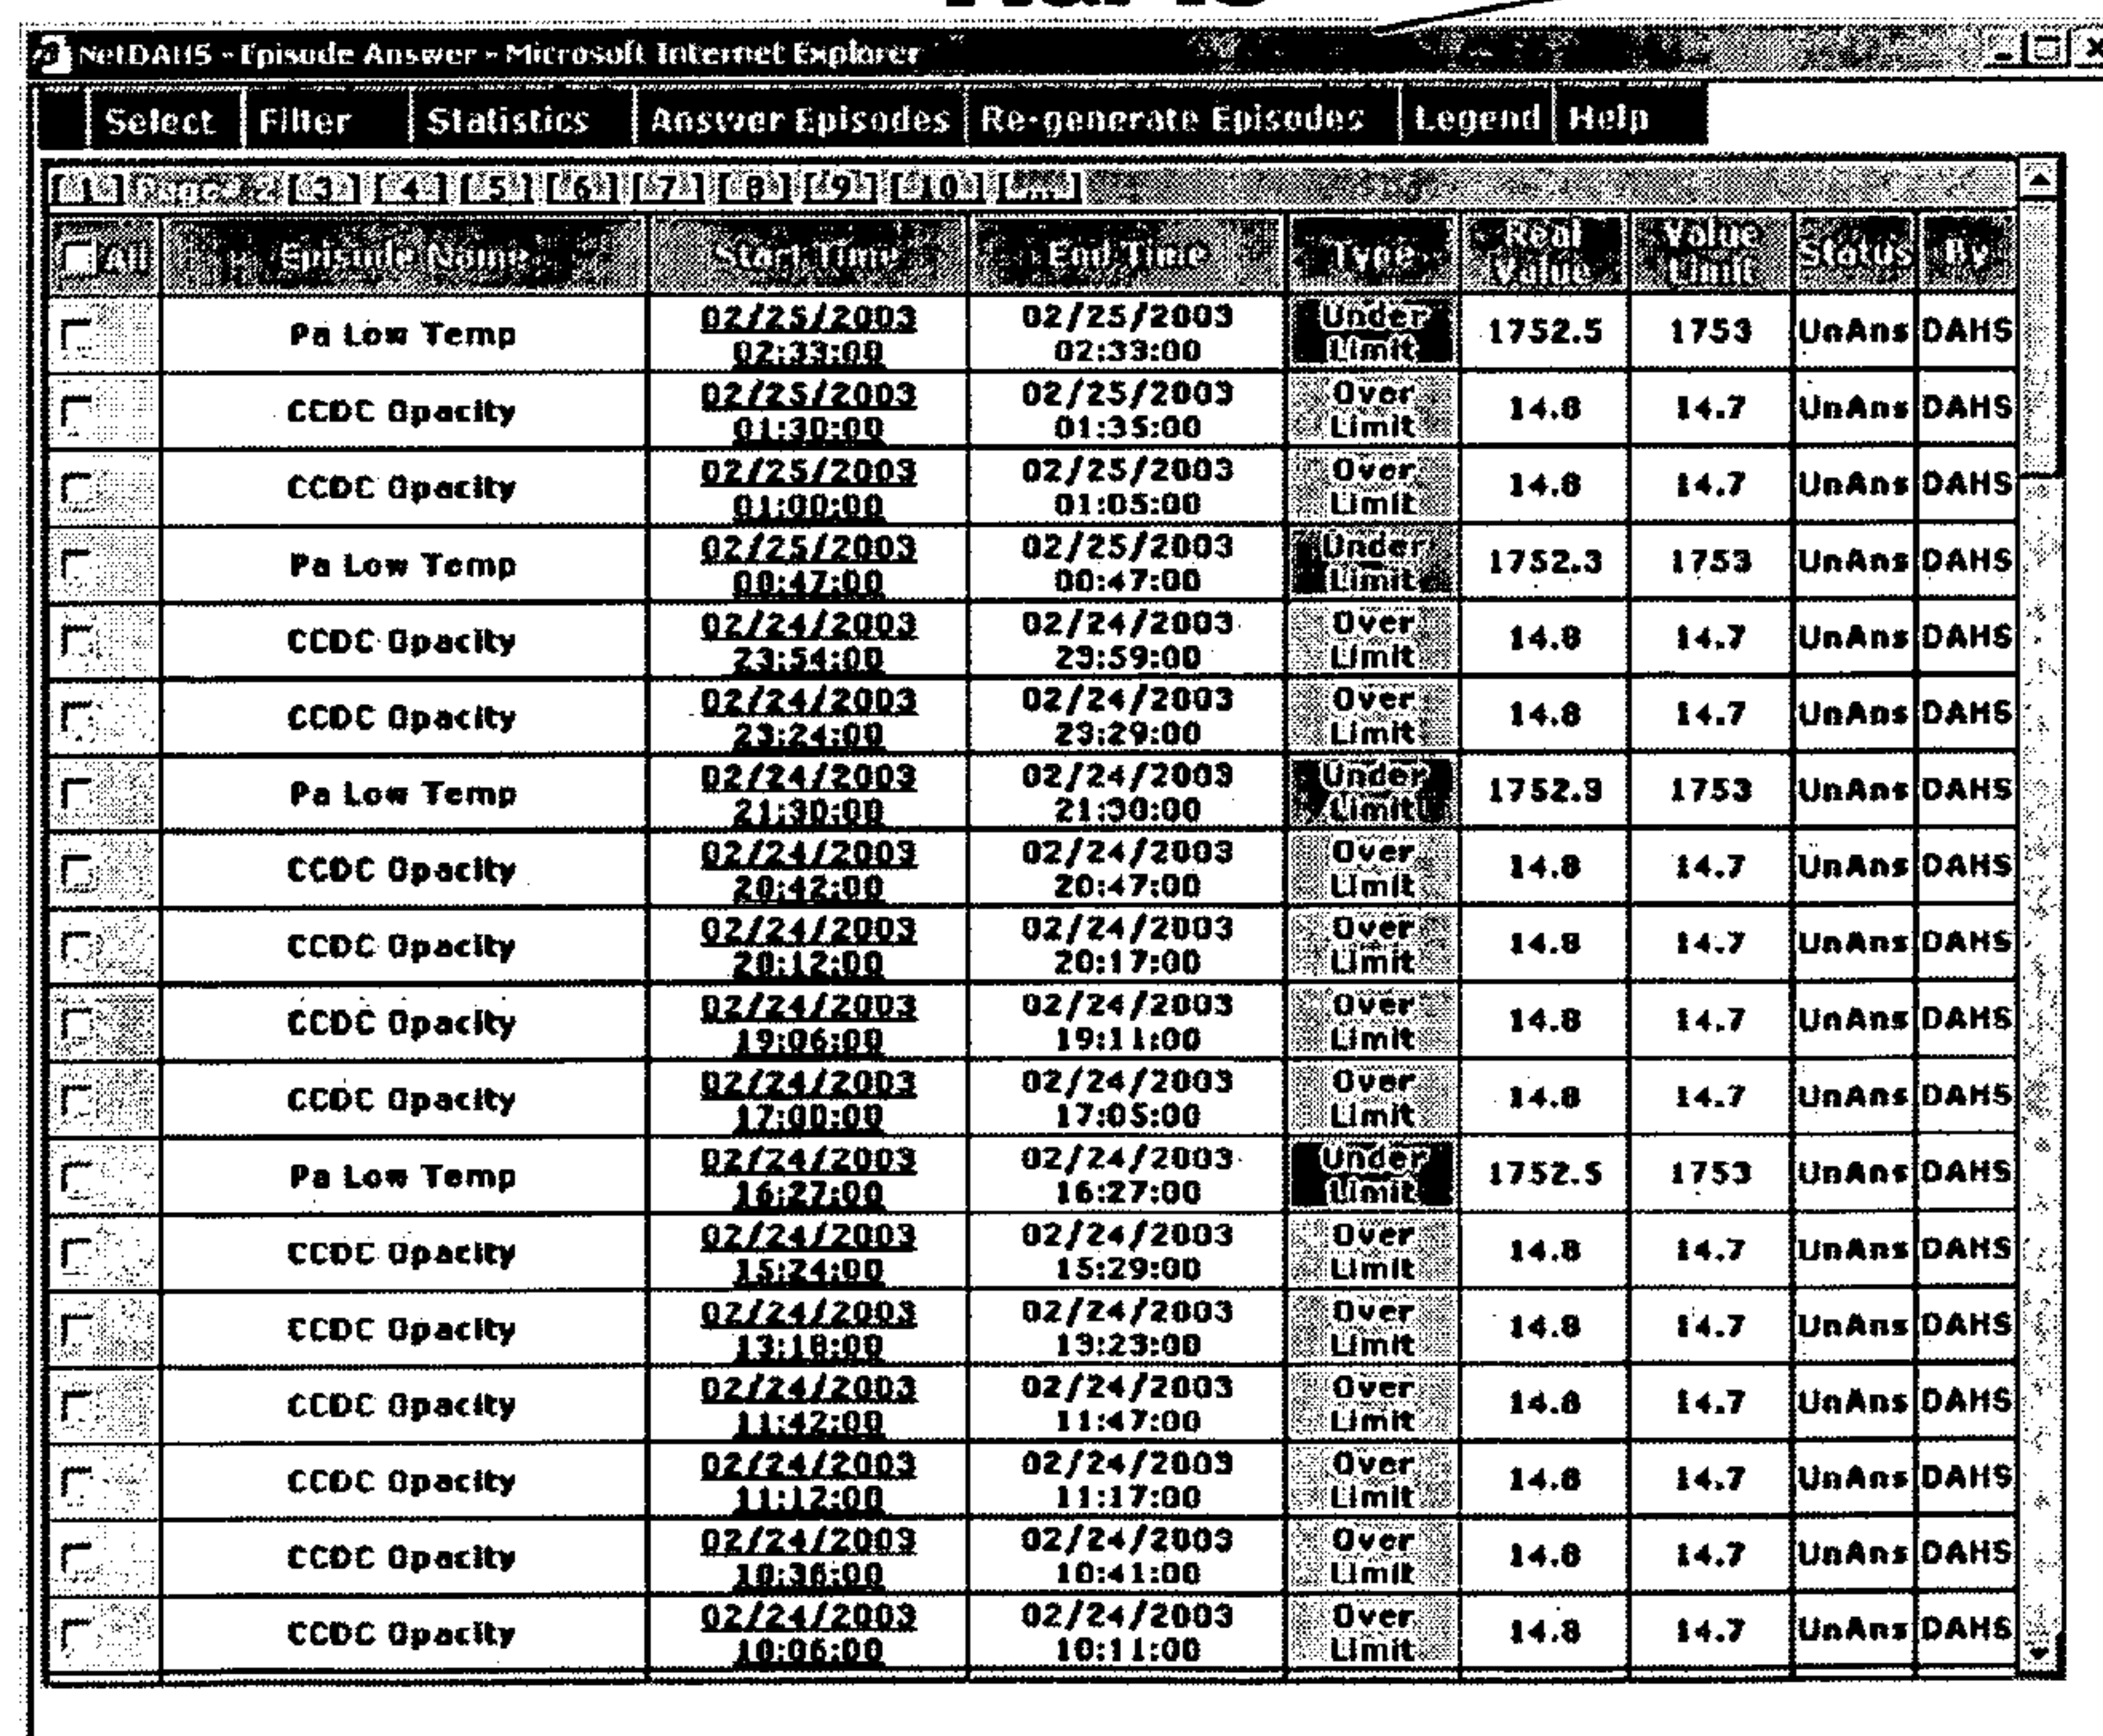 NetDAHS - Episode Answer - Microsoft Internet Explorer
Select Filter Statistics Answer Episodes Re-generate Episodes Legend Help
[ 1 ] Page- 2 [ 3 ] [ 4 ] [ 5 ] [ 6 ] [ 7 ] [ 8 ] [ 9 ] [ 10 ] [ ... ]
All Episode Name Start Time End Time Type Real Value Value Limit Status By
Pa Low Temp 02/25/2003 02:33:00 02/25/2003 02:33:00 Under Limit 1752.5 1753 UnAns DAHS
CCDC Opacity 02/25/2003 01:30:00 02/25/2003 01:35:00 Over Limit 14.8 14.7 UnAns DAHS
CCDC Opacity 02/25/2003 01:00:00 02/25/2003 01:05:00 Over Limit 14.8 14.7 UnAns DAHS
Pa Low Temp 02/25/2003 00:47:00 02/25/2003 00:47:00 Under Limit 1752.3 1753 UnAns DAHS
CCDC Opacity 02/24/2003 23:54:00 02/24/2003 23:59:00 Over Limit 14.8 14.7 UnAns DAHS
CCDC Opacity 02/24/2003 23:24:00 02/24/2003 23:29:00 Over Limit 14.8 14.7 UnAns DAHS
Pa Low Temp 02/24/2003 21:30:00 02/24/2003 21:30:00 Under Limit 1752.3 1753 UnAns DAHS
CCDC Opacity 02/24/2003 20:42:00 02/24/2003 20:47:00 Over Limit 14.8 14.7 UnAns DAHS
CCDC Opacity 02/24/2003 20:12:00 02/24/2003 20:17:00 Over Limit 14.8 14.7 UnAns DAHS
CCDC Opacity 02/24/2003 19:06:00 02/24/2003 19:11:00 Over Limit 14.8 14.7 UnAns DAHS
CCDC Opacity 02/24/2003 17:00:00 02/24/2003 17:05:00 Over Limit 14.8 14.7 UnAns DAHS
Pa Low Temp 02/24/2003 16:27:00 02/24/2003 16:27:00 Under Limit 1752.5 1753 UnAns DAHS
CCDC Opacity 02/24/2003 15:24:00 02/24/2003 15:29:00 Over Limit 14.8 14.7 UnAns DAHS
CCDC Opacity 02/24/2003 13:18:00 02/24/2003 13:23:00 Over Limit 14.8 14.7 UnAns DAHS
CCDC Opacity 02/24/2003 11:42:00 02/24/2003 11:47:00 Over Limit 14.8 14.7 UnAns DAHS
CCDC Opacity 02/24/2003 11:12:00 02/24/2003 11:17:00 Over Limit 14.8 14.7 UnAns DAHS
CCDC Opacity 02/24/2003 10:36:00 02/24/2003 10:41:00 Over Limit 14.8 14.7 UnAns DAHS
CCDC Opacity 02/24/2003 10:06:00 02/24/2003 10:11:00 Over Limit 14.8 14.7 UnAns DAHS